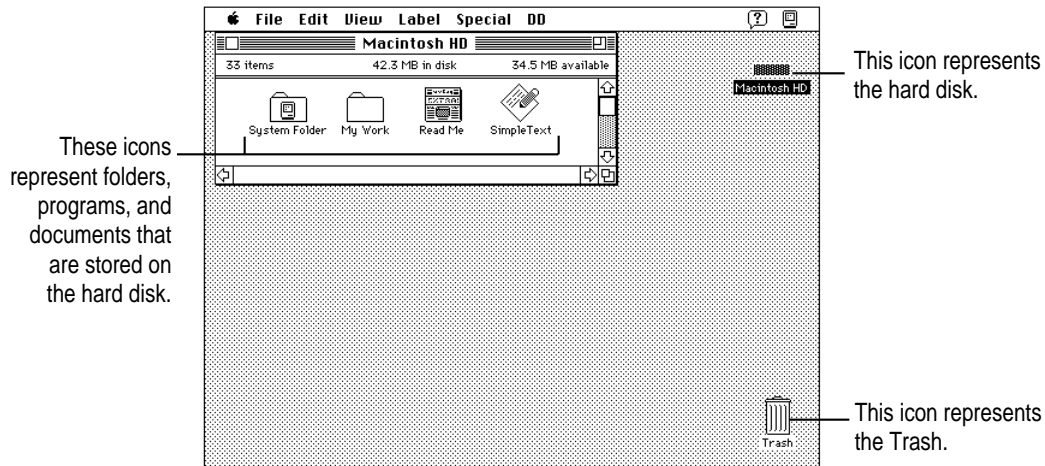 File Edit View Label Special DD
Macintosh HD
33 items 42.3 MB in disk 34.5 MB available
System Folder My Work Read Me SimpleText
Macintosh HD
This icon represents
the hard disk.
These icons
represent folders,
programs, and
documents that
are stored on
the hard disk.
Trash
This icon represents
the Trash.